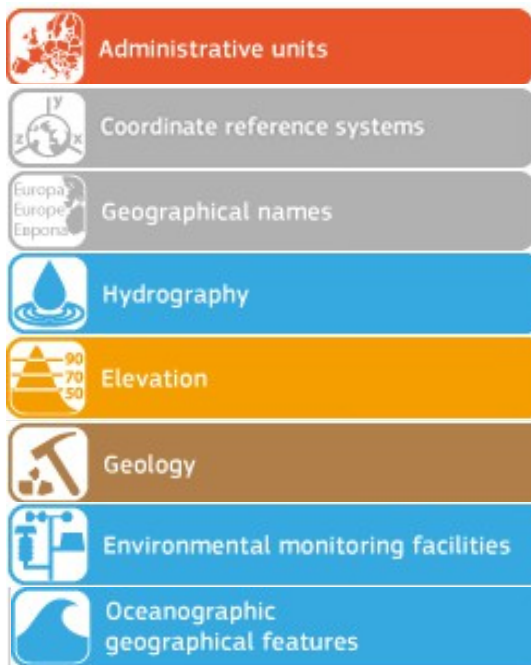 Administrative units
y
z x
Coordinate reference systems
Europa
Europe
Европа
Geographical names
Hydrography
90
70
50
Elevation
Geology
Environmental monitoring facilities
Oceanographic
geographical features